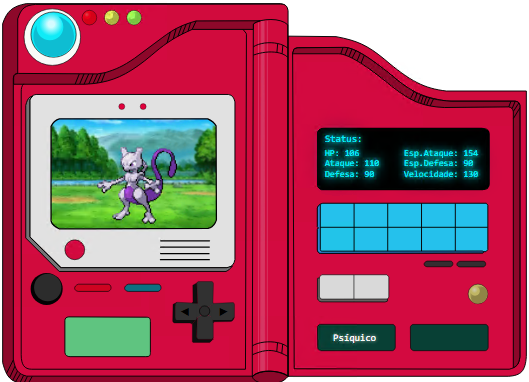 Status:
HP: 106 Esp.Ataque: 154
Ataque: 110 Esp.Defesa: 90
Defesa: 90 Velocidade: 130
Psíquico